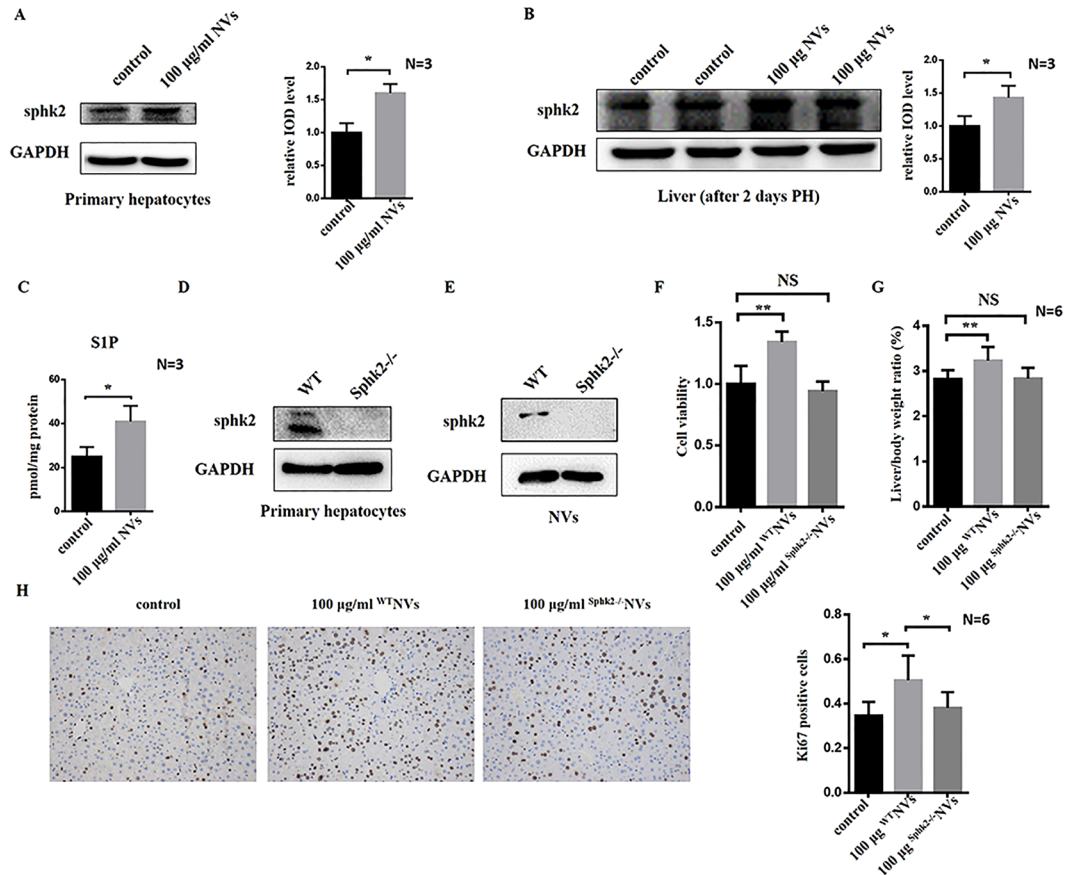 A
control
100 µg/ml NVs
sphk2
GAPDH
Primary hepatocytes
relative IOD level
2.0
1.5
1.0
0.5
0.0
*
N=3
control
100 µg/ml NVs
B
control
control
100 µg NVs
100 µg NVs
sphk2
GAPDH
Liver (after 2 days PH)
relative IOD level
2.0
1.5
1.0
0.5
0.0
*
N=3
control
100 µg NVs
C
S1P
N=3
pmol/mg protein
60
40
20
0
*
control
100 µg/ml NVs
D
WT
Sphk2-/-
sphk2
GAPDH
Primary hepatocytes
E
WT
Sphk2-/-
sphk2
GAPDH
NVs
F
NS
**
Cell viability
1.5
1.0
0.5
0.0
control
100 µg/ml WTNVs
100 µg/ml Sphk2-/-NVs
G
NS
N=6
**
Liver/body weight ratio (%)
4
3
2
1
0
control
100 µg WTNVs
100 µg Sphk2-/-NVs
H
control
100 µg/ml WTNVs
100 µg/ml Sphk2-/-NVs
Ki67 positive cells
0.8
0.6
0.4
0.2
0.0
*
*
N=6
control
100 µg WTNVs
100 µg Sphk2-/-NVs